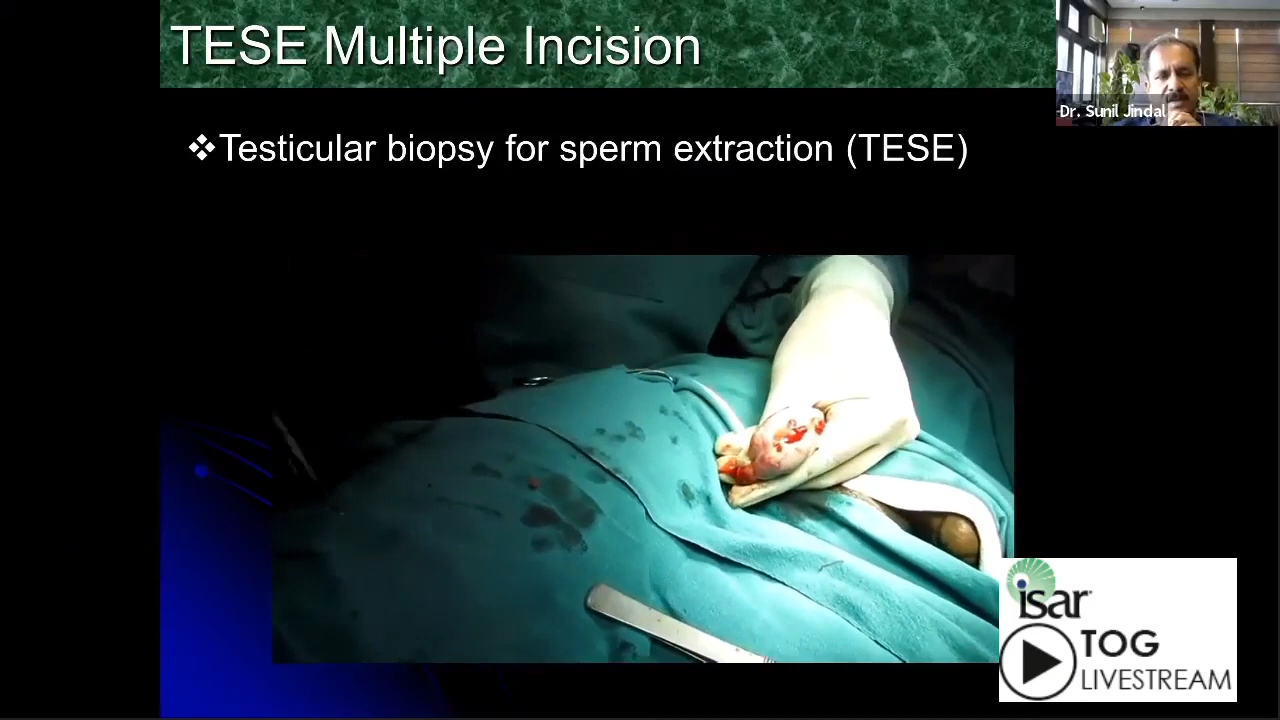 TESE Multiple Incision
Dr. Sunil Jindal
❖Testicular biopsy for sperm extraction (TESE)
isar
TOG
LIVESTREAM